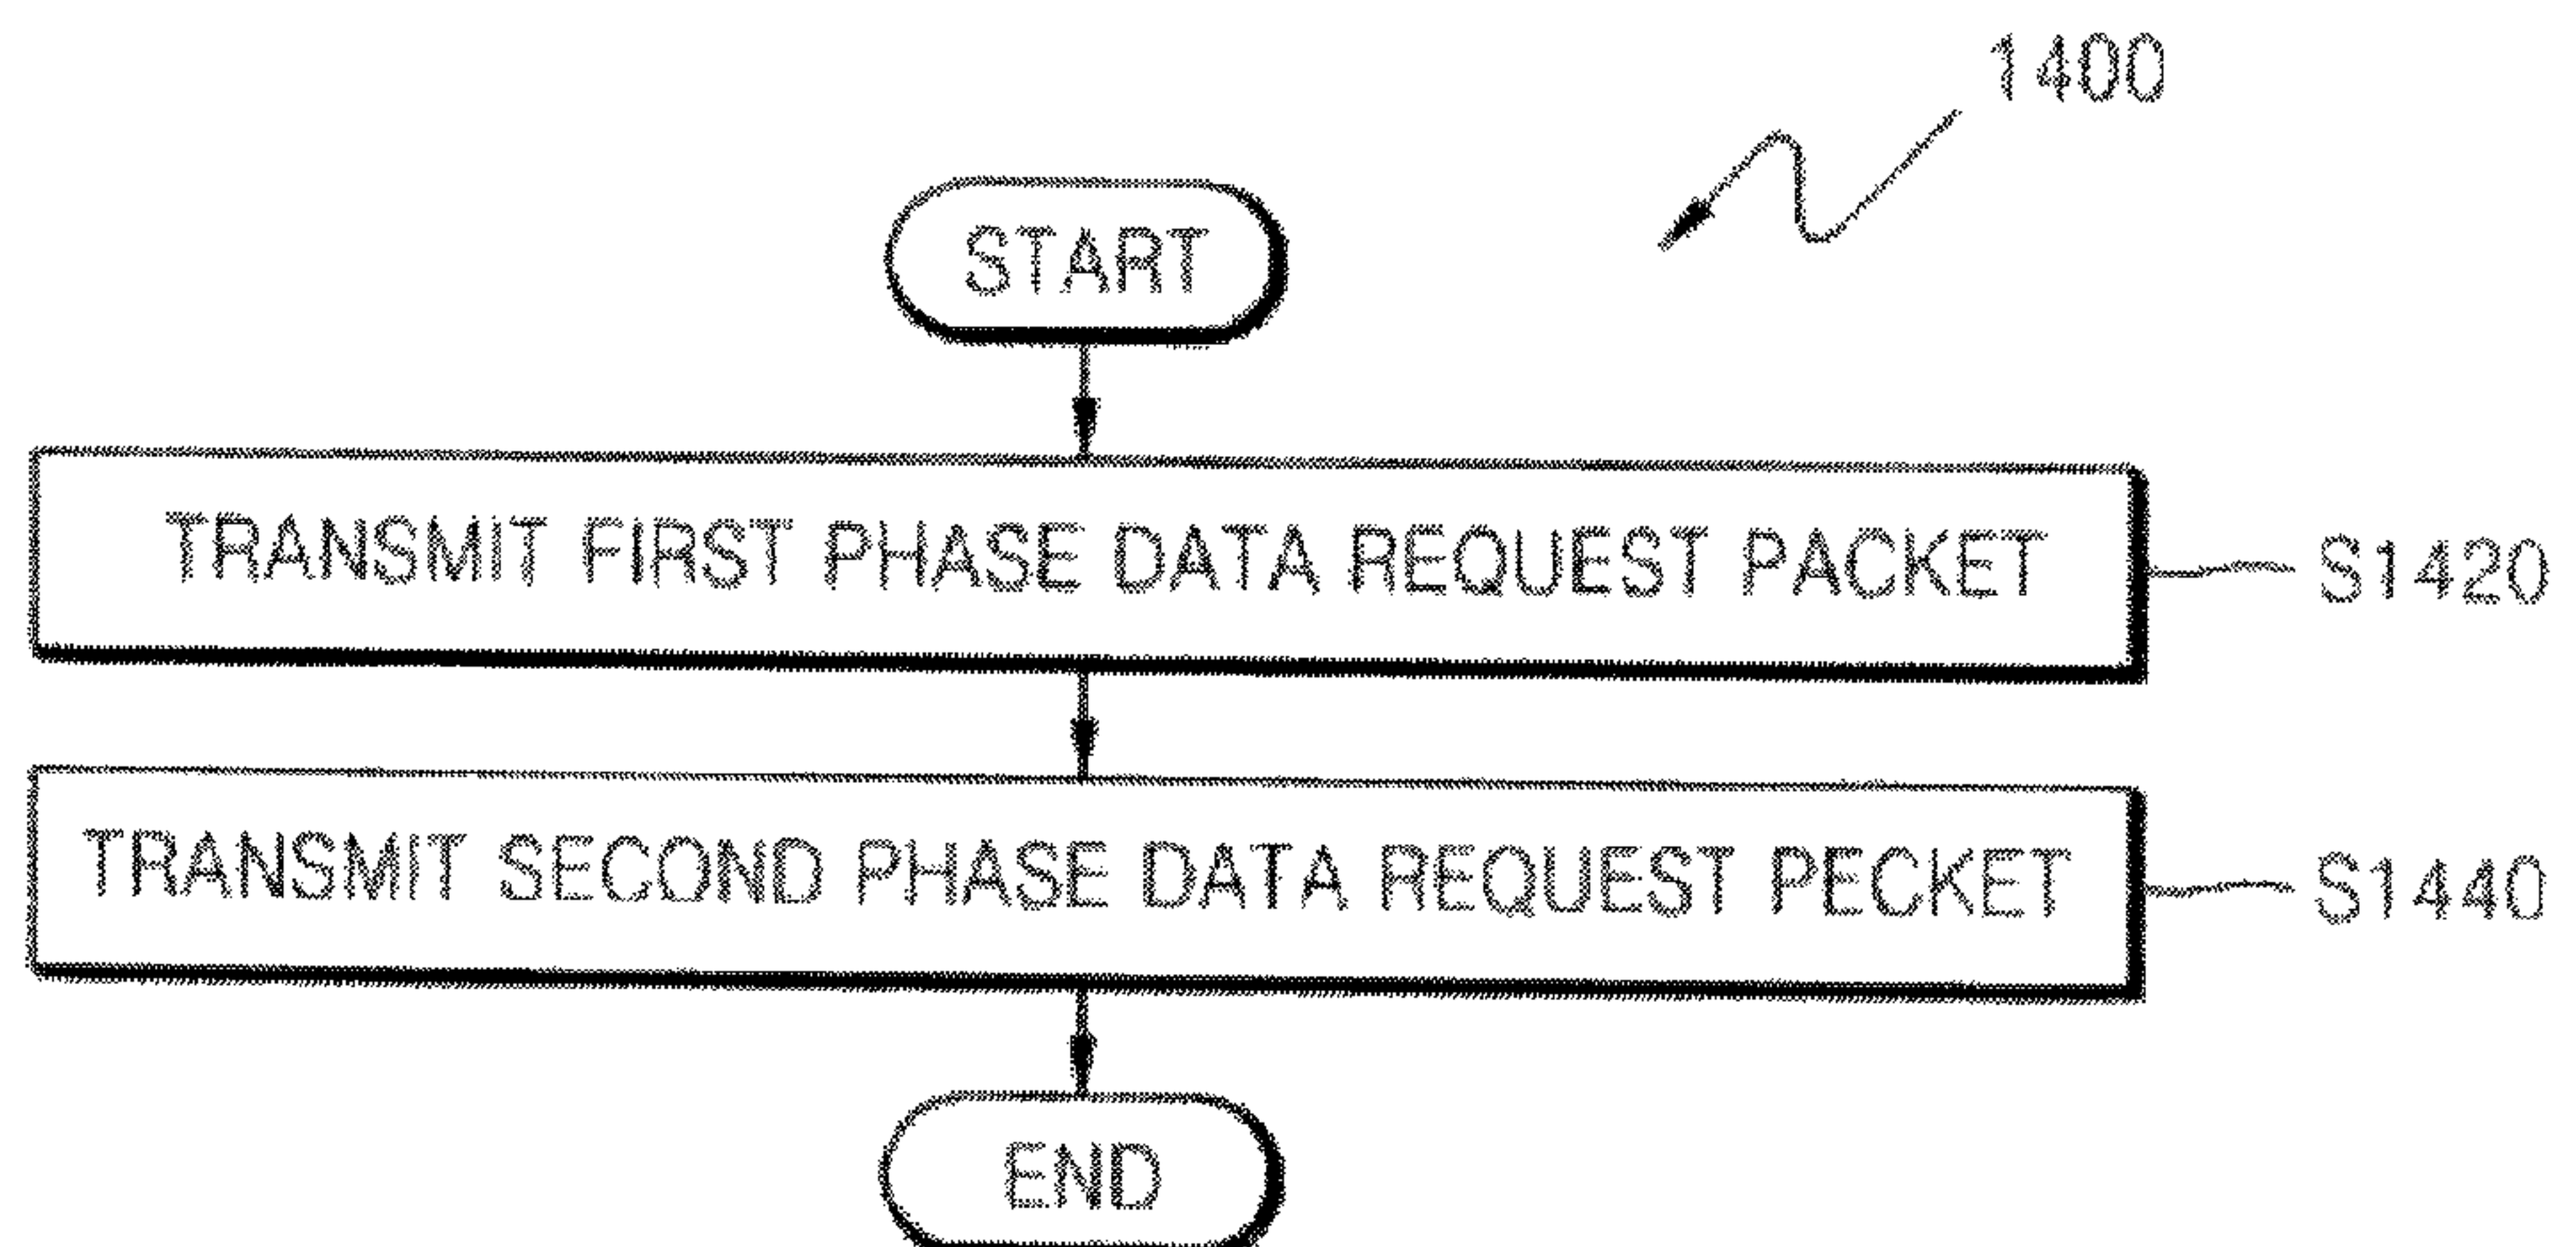 1400
START
TRANSMIT FIRST PHASE DATA REQUEST PACKET
S1420
TRANSMIT SECOND PHASE DATA REQUEST PECKET
S1440
END